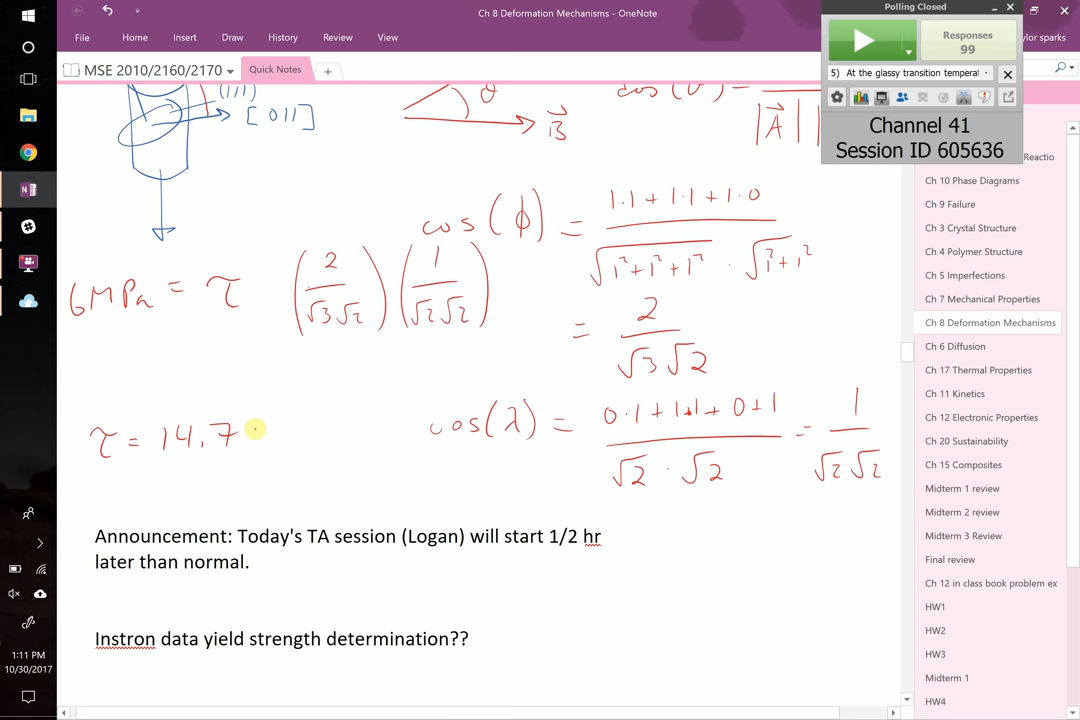 Ch 8 Deformation Mechanisms - OneNote
Polling Closed
File Home Insert Draw History Review View
Responses
99
MSE 2010/2160/2170
Quick Notes
+
5) At the glassy transition temperat
Channel 41
Session ID 605636
(111)
[011]
θ
B
|A| |
cos(φ) = 1·1 + 1·1 + 1·0
√1²+1²+1² · √1²+1²
6MPa = τ (2 / √3√2) (1 / √2√2)
= 2 / √3√2
τ = 14.7
cos(λ) = 0·1 + 1·1 + 0+1 / √2 · √2 = 1 / √2√2
Announcement: Today's TA session (Logan) will start 1/2 hr
later than normal.
Instron data yield strength determination??
Ch 10 Phase Diagrams
Ch 9 Failure
Ch 3 Crystal Structure
Ch 4 Polymer Structure
Ch 5 Imperfections
Ch 7 Mechanical Properties
Ch 8 Deformation Mechanisms
Ch 6 Diffusion
Ch 17 Thermal Properties
Ch 11 Kinetics
Ch 12 Electronic Properties
Ch 20 Sustainability
Ch 15 Composites
Midterm 1 review
Midterm 2 review
Midterm 3 Review
Final review
Ch 12 in class book problem ex
HW1
HW2
HW3
Midterm 1
HW4
1:11 PM
10/30/2017